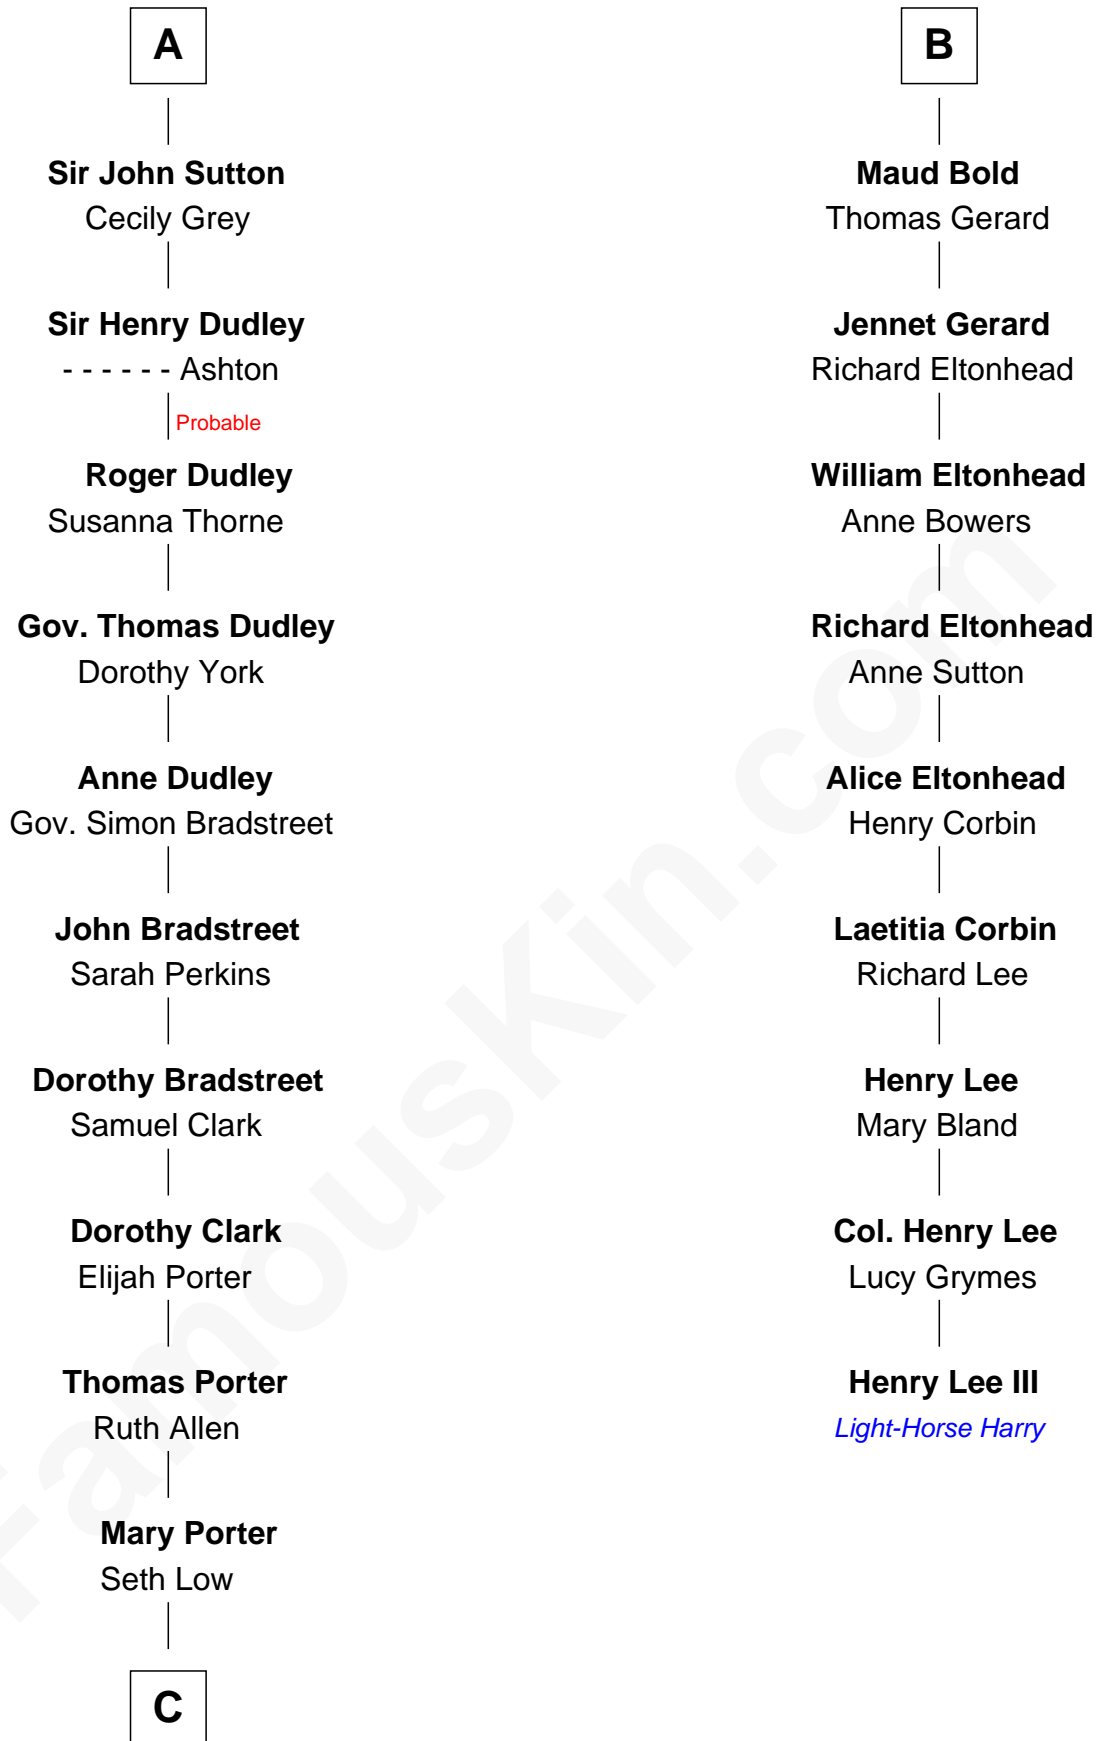 A
Sir John Sutton
Cecily Grey
Sir Henry Dudley
- - - - - - Ashton
Probable
Roger Dudley
Susanna Thorne
Gov. Thomas Dudley
Dorothy York
Anne Dudley
Gov. Simon Bradstreet
John Bradstreet
Sarah Perkins
Dorothy Bradstreet
Samuel Clark
Dorothy Clark
Elijah Porter
Thomas Porter
Ruth Allen
Mary Porter
Seth Low
C
B
Maud Bold
Thomas Gerard
Jennet Gerard
Richard Eltonhead
William Eltonhead
Anne Bowers
Richard Eltonhead
Anne Sutton
Alice Eltonhead
Henry Corbin
Laetitia Corbin
Richard Lee
Henry Lee
Mary Bland
Col. Henry Lee
Lucy Grymes
Henry Lee III
Light-Horse Harry
FamousKin.com